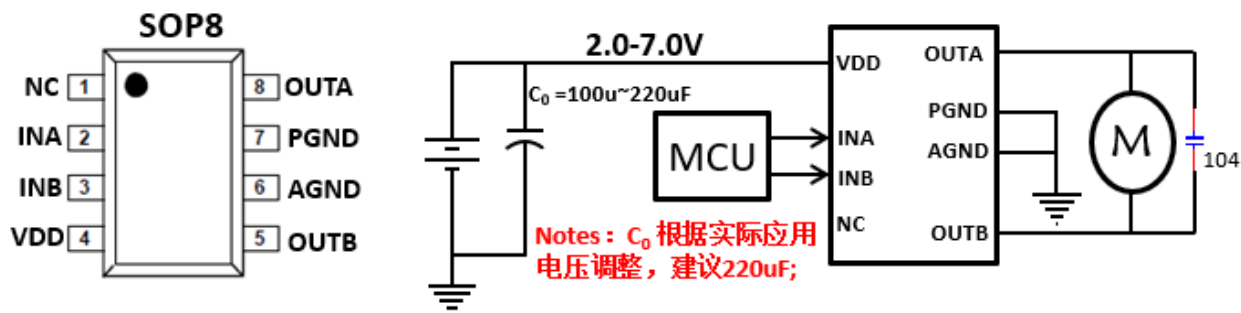 SOP8
NC 1
INA 2
INB 3
VDD 4
8 OUTA
7 PGND
6 AGND
5 OUTB
2.0-7.0V
C₀ =100u~220uF
MCU
VDD
INA
INB
NC
OUTA
PGND
AGND
OUTB
M
104
Notes：C₀ 根据实际应用
电压调整，建议220uF;